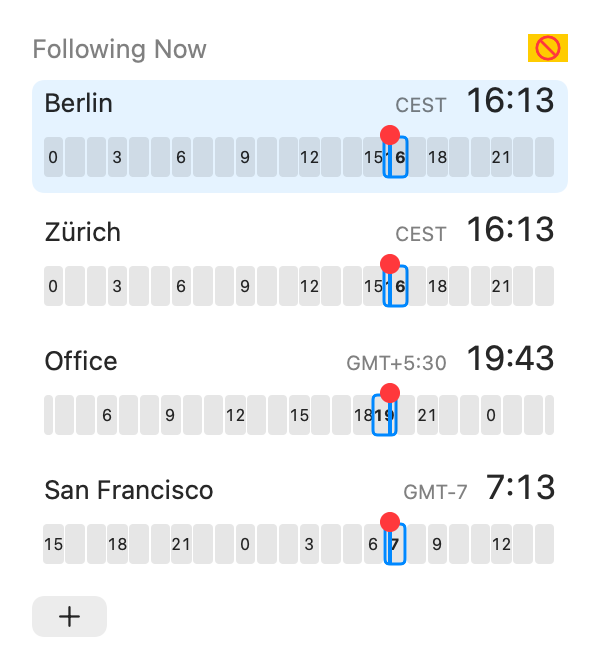 Following Now
Berlin CEST 16:13
0 3 6 9 12 15 16 18 21
Zürich CEST 16:13
0 3 6 9 12 15 16 18 21
Office GMT+5:30 19:43
6 9 12 15 18 19 21 0
San Francisco GMT-7 7:13
15 18 21 0 3 6 7 9 12
+